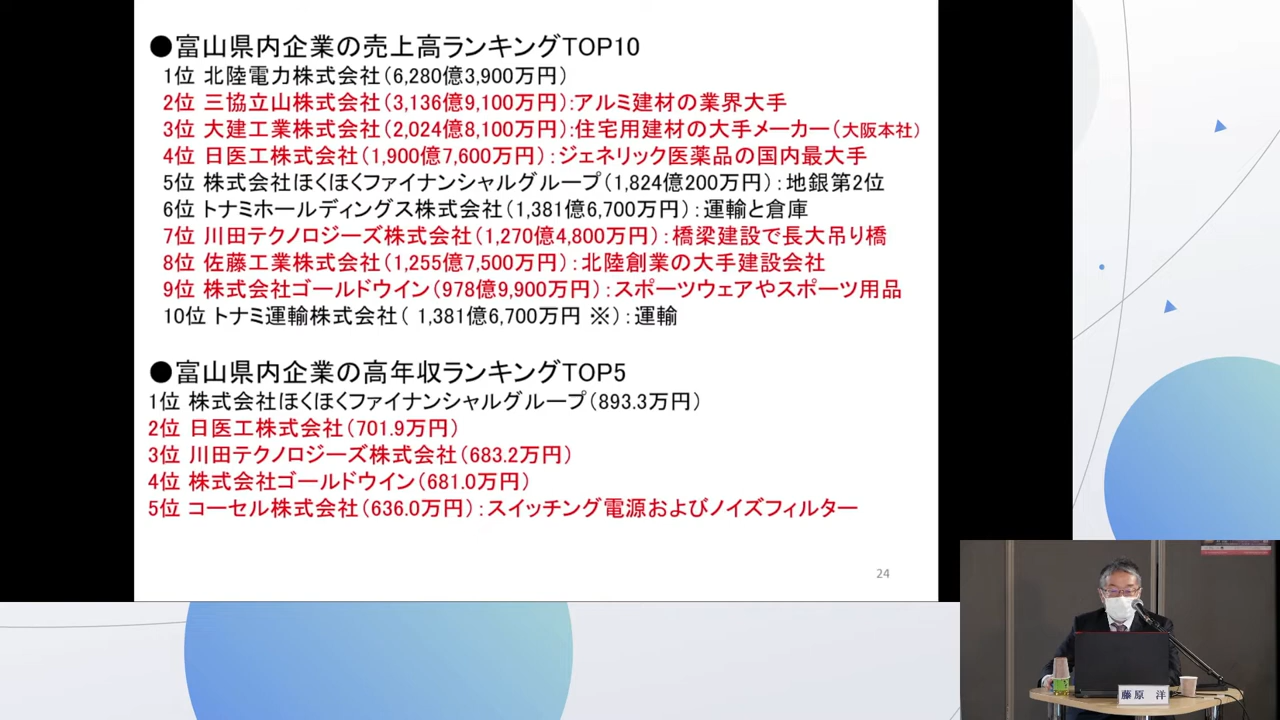 ●富山県内企業の売上高ランキングTOP10
1位 北陸電力株式会社（6,280億3,900万円）
2位 三協立山株式会社（3,136億9,100万円）：アルミ建材の業界大手
3位 大建工業株式会社（2,024億8,100万円）：住宅用建材の大手メーカー（大阪本社）
4位 日医工株式会社（1,900億7,600万円）：ジェネリック医薬品の国内最大手
5位 株式会社ほくほくファイナンシャルグループ（1,824億200万円）：地銀第2位
6位 トナミホールディングス株式会社（1,381億6,700万円）：運輸と倉庫
7位 川田テクノロジーズ株式会社（1,270億4,800万円）：橋梁建設で長大吊り橋
8位 佐藤工業株式会社（1,255億7,500万円）：北陸創業の大手建設会社
9位 株式会社ゴールドウイン（978億9,900万円）：スポーツウェアやスポーツ用品
10位 トナミ運輸株式会社（ 1,381億6,700万円 ※）：運輸
●富山県内企業の高年収ランキングTOP5
1位 株式会社ほくほくファイナンシャルグループ（893.3万円）
2位 日医工株式会社（701.9万円）
3位 川田テクノロジーズ株式会社（683.2万円）
4位 株式会社ゴールドウイン（681.0万円）
5位 コーセル株式会社（636.0万円）：スイッチング電源およびノイズフィルター
24
藤原 洋